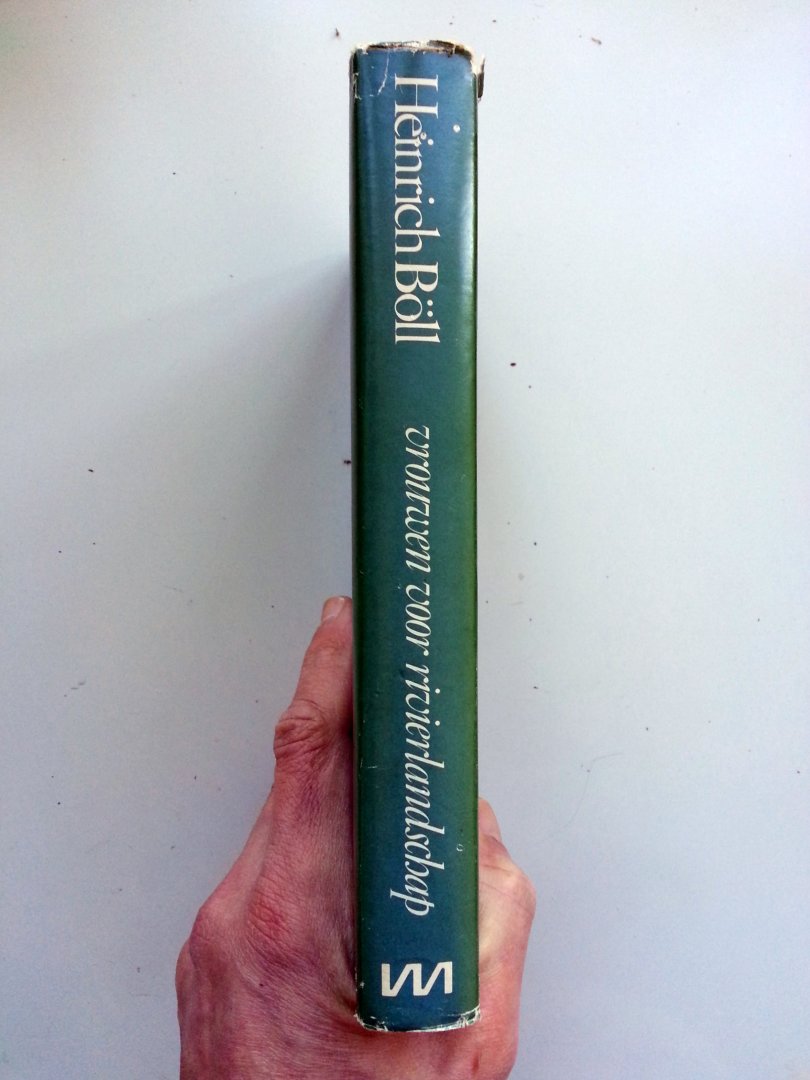 Heinrich Böll
vrouwen voor rivierlandschap